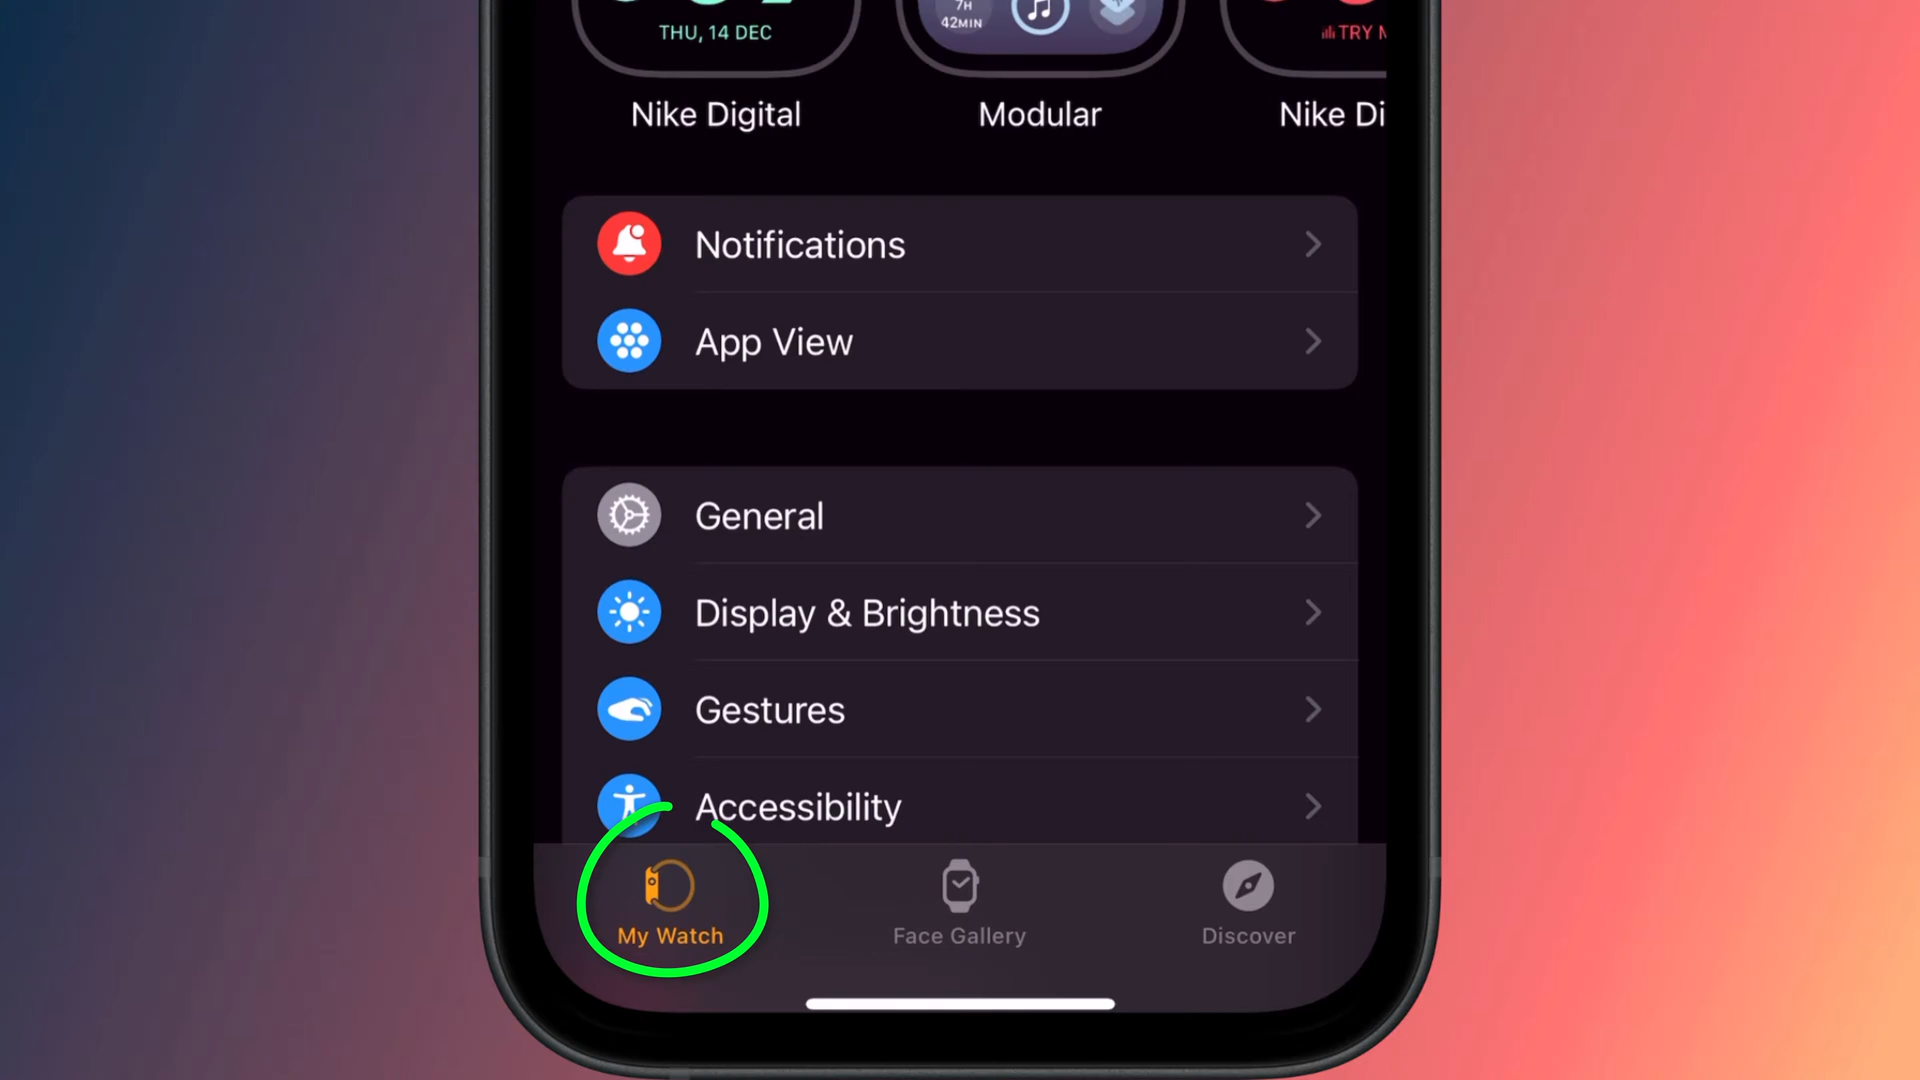 7H
42MIN
THU, 14 DEC
TRY
Nike Digital
Modular
Nike Di
Notifications
App View
General
Display & Brightness
Gestures
Accessibility
My Watch
Face Gallery
Discover